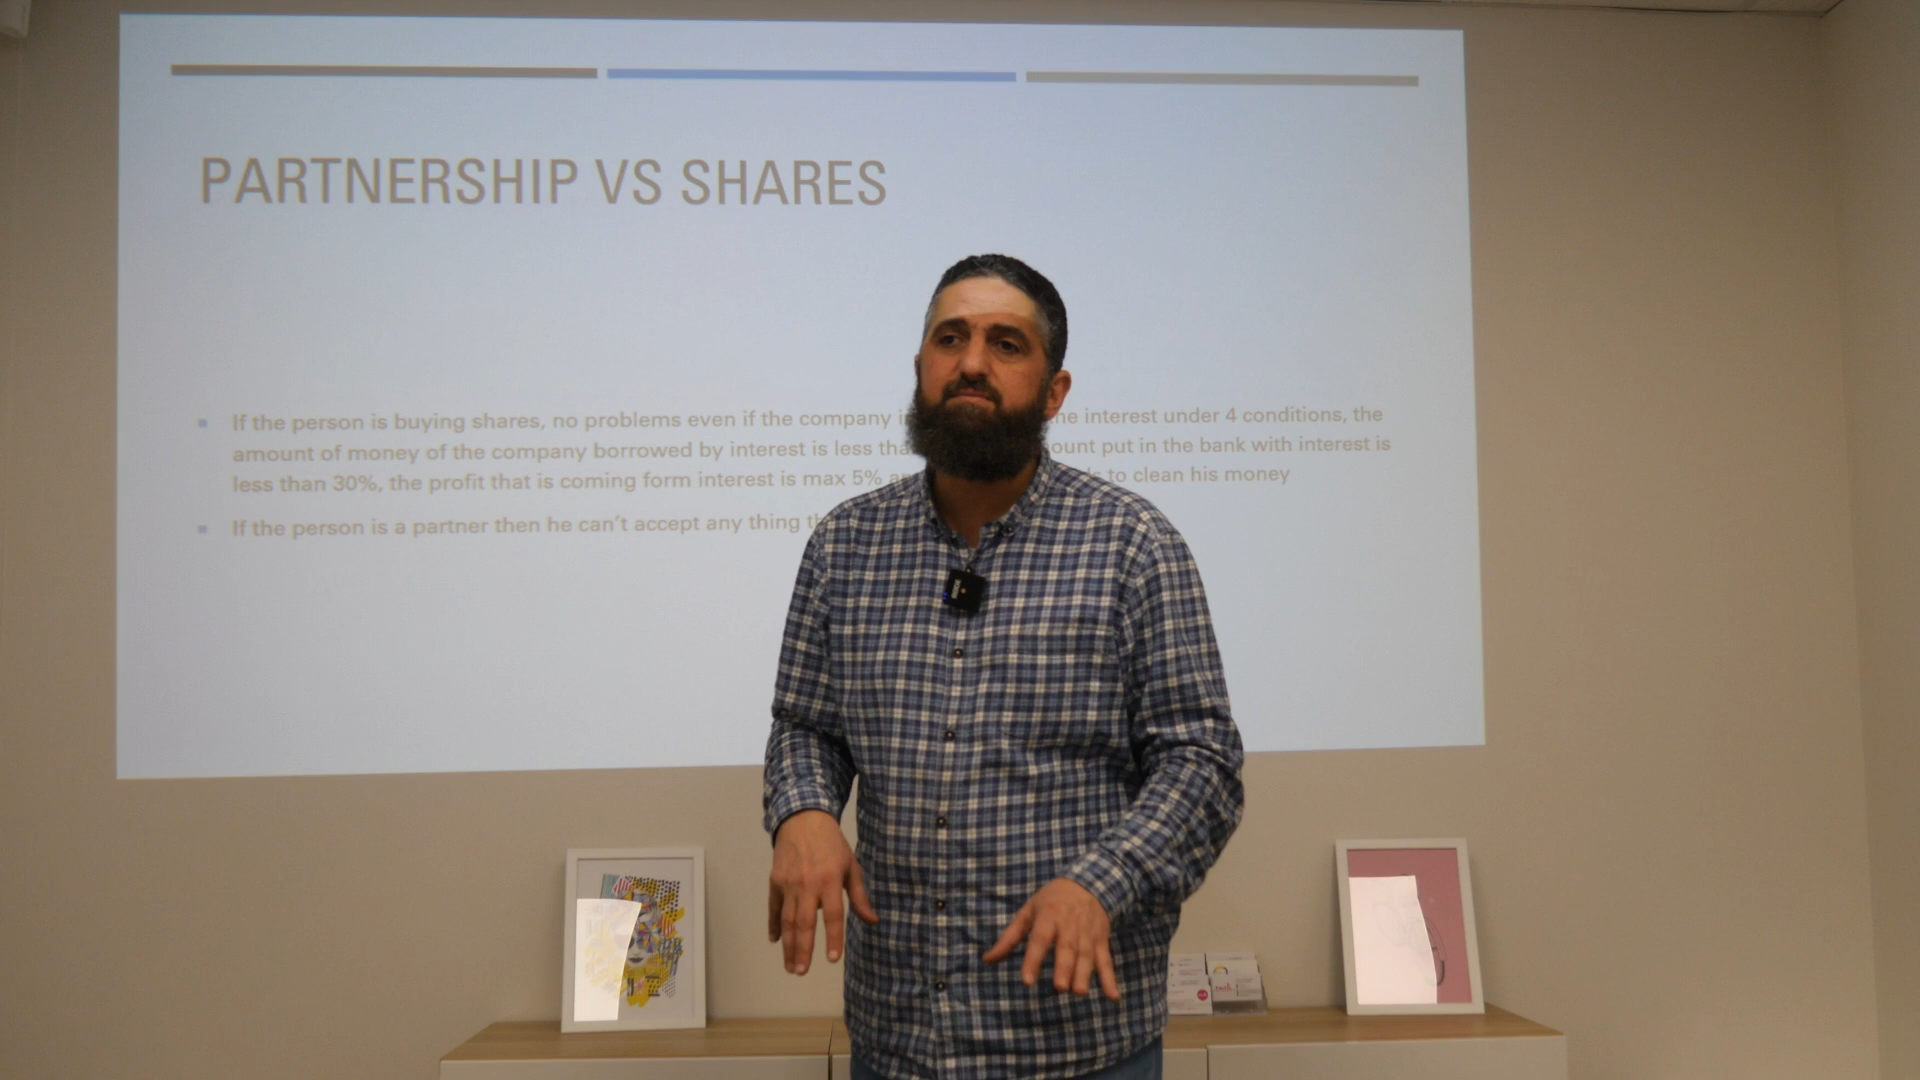 PARTNERSHIP VS SHARES
If the person is buying shares, no problems even if the company interest under 4 conditions, the
amount of money of the company borrowed by interest is less put in the bank with interest is
less than 30%, the profit that is coming form interest is max 5% to clean his money
If the person is a partner then he can't accept any thing